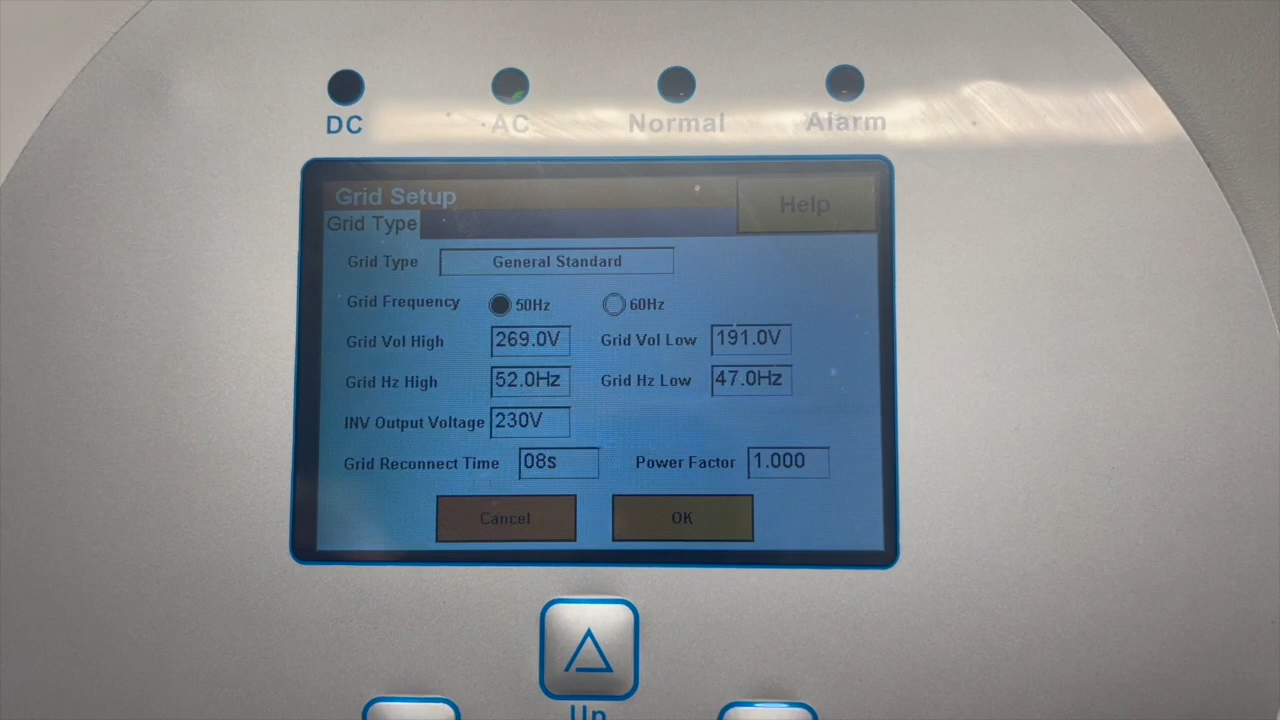 DC AC Normal Alarm
Grid Setup Help
Grid Type
Grid Type General Standard
Grid Frequency 50Hz 60Hz
Grid Vol High 269.0V Grid Vol Low 191.0V
Grid Hz High 52.0Hz Grid Hz Low 47.0Hz
INV Output Voltage 230V
Grid Reconnect Time 08s Power Factor 1.000
Cancel OK
Up